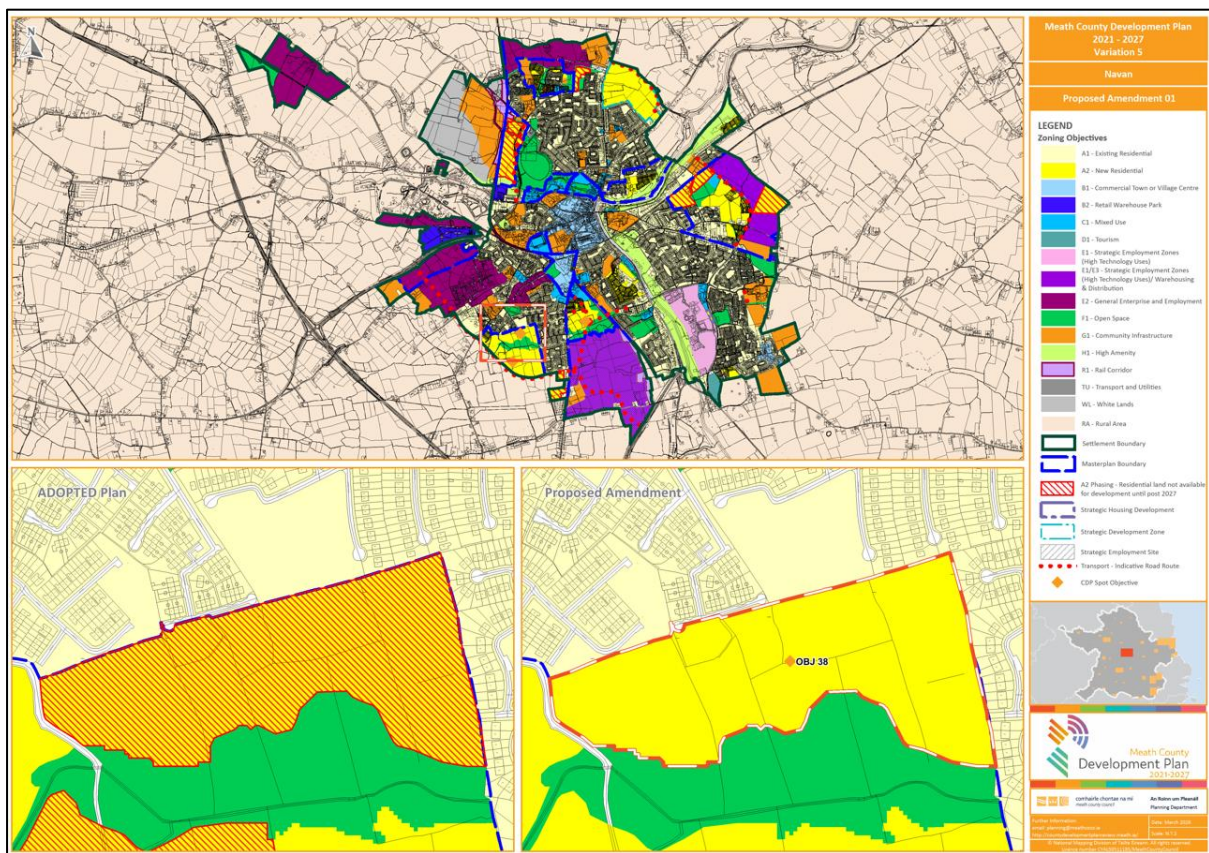 N
Meath County Development Plan
2021 - 2027
Variation 5
Navan
Proposed Amendment 01
LEGEND
Zoning Objectives
A1 - Existing Residential
A2 - New Residential
B1 - Commercial Town or Village Centre
B2 - Retail Warehouse Park
C1 - Mixed Use
D1 - Tourism
E1 - Strategic Employment Zones
(High Technology Uses)
E1/E3 - Strategic Employment Zones
(High Technology Uses)/ Warehousing
& Distribution
E2 - General Enterprise and Employment
F1 - Open Space
G1 - Community Infrastructure
H1 - High Amenity
R1 - Rail Corridor
TU - Transport and Utilities
WL - White Lands
RA - Rural Area
Settlement Boundary
Masterplan Boundary
A2 Phasing - Residential land not available
for development until post 2027
Strategic Housing Development
Strategic Development Zone
Strategic Employment Site
Transport - Indicative Road Route
CDP Spot Objective
ADOPTED Plan
Proposed Amendment
OBJ 38
Meath County
Development Plan
2021-2027
comhairle chontae na mí
meath county council
An Roinn um Pleanáil
Planning Department
Further Information: